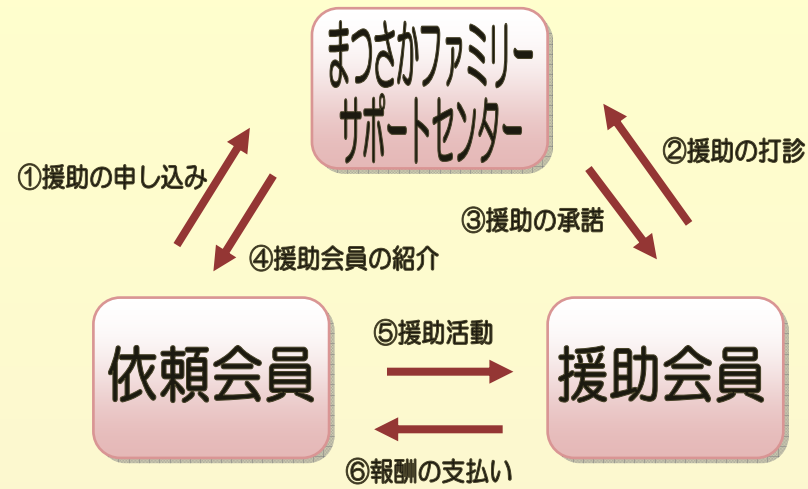 まつさかファミリー
サポートセンター
①援助の申し込み
②援助の打診
③援助の承諾
④援助会員の紹介
依頼会員
⑤援助活動
援助会員
⑥報酬の支払い